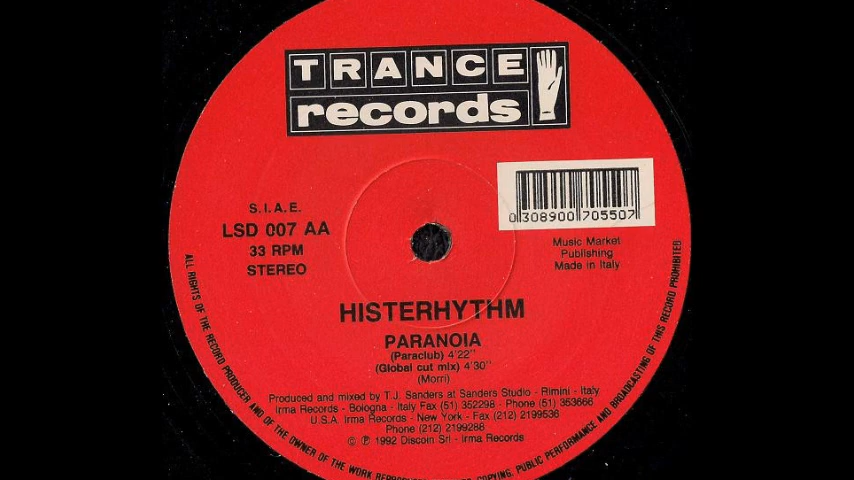 TRANCE
records
0 308900 705507
S.I.A.E.
LSD 007 AA
33 RPM
STEREO
Music Market
Publishing
Made in Italy
HISTERHYTHM
PARANOIA
(Paraclub) 4'22''
(Global cut mix) 4'30''
(Morri)
Produced and mixed by T.J. Sanders at Sanders Studio - Rimini - Italy
Irma Records - Bologna - Italy Fax (51) 352298 - Phone (51) 353666
U.S.A. Irma Records - New York - Fax (212) 2199536
Phone (212) 2199288
© ℗ 1992 Discoin Srl - Irma Records
ALL RIGHTS OF THE RECORD PRODUCER AND OF THE OWNER OF THE WORK COPYING, PUBLIC PERFORMANCE AND BROADCASTING OF THIS RECORD PROHIBITED